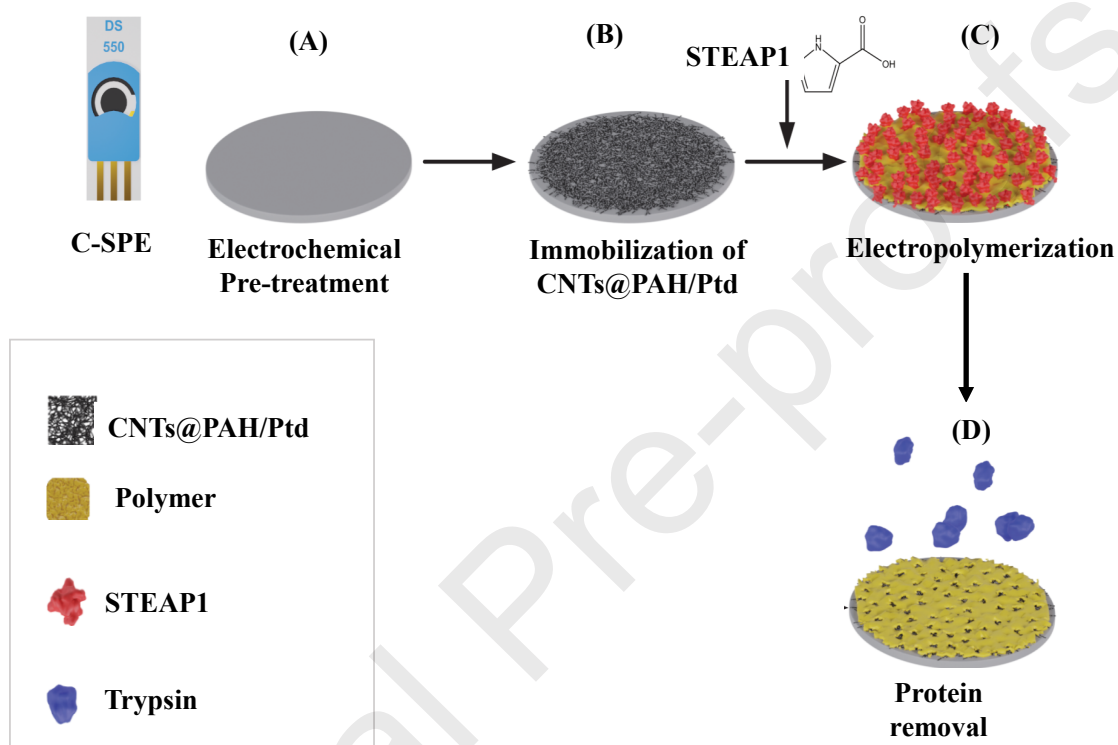 DS
550
C-SPE
(A)
Electrochemical
Pre-treatment
(B)
Immobilization of
CNTs@PAH/Ptd
STEAP1
H
N
O
OH
(C)
Electropolymerization
(D)
Protein
removal
CNTs@PAH/Ptd
Polymer
STEAP1
Trypsin
al Pre-proofs